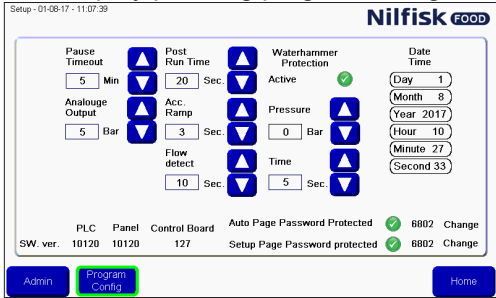 Setup - 01-08-17 - 11:07:39
Nilfisk FOOD
Pause Timeout
5 Min
Post Run Time
20 Sec.
Waterhammer Protection
Active
Date Time
Day 1
Month 8
Year 2017
Hour 10
Minute 27
Second 33
Analouge Output
5 Bar
Acc. Ramp
3 Sec.
Pressure
0 Bar
Flow detect
10 Sec.
Time
5 Sec.
PLC Panel Control Board
SW. ver. 10120 10120 127
Auto Page Password Protected 6802 Change
Setup Page Password protected 6802 Change
Admin
Program Config
Home